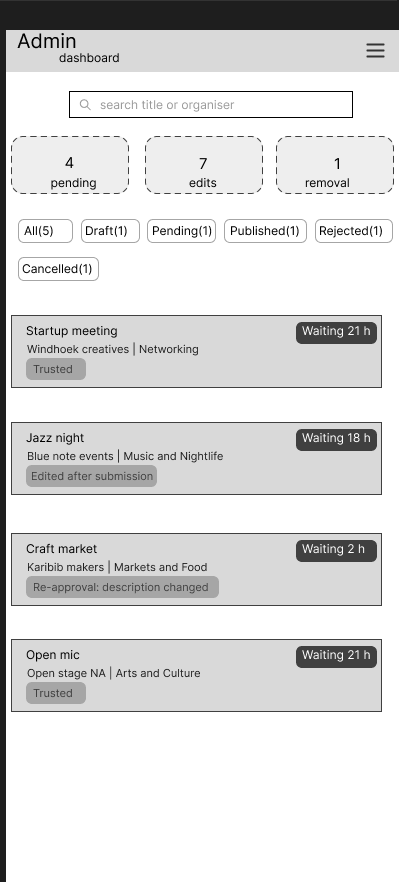 Admin
dashboard
search title or organiser
4
pending
7
edits
1
removal
All(5)
Draft(1)
Pending(1)
Published(1)
Rejected(1)
Cancelled(1)
Startup meeting
Waiting 21 h
Windhoek creatives | Networking
Trusted
Jazz night
Waiting 18 h
Blue note events | Music and Nightlife
Edited after submission
Craft market
Waiting 2 h
Karibib makers | Markets and Food
Re-approval: description changed
Open mic
Waiting 21 h
Open stage NA | Arts and Culture
Trusted